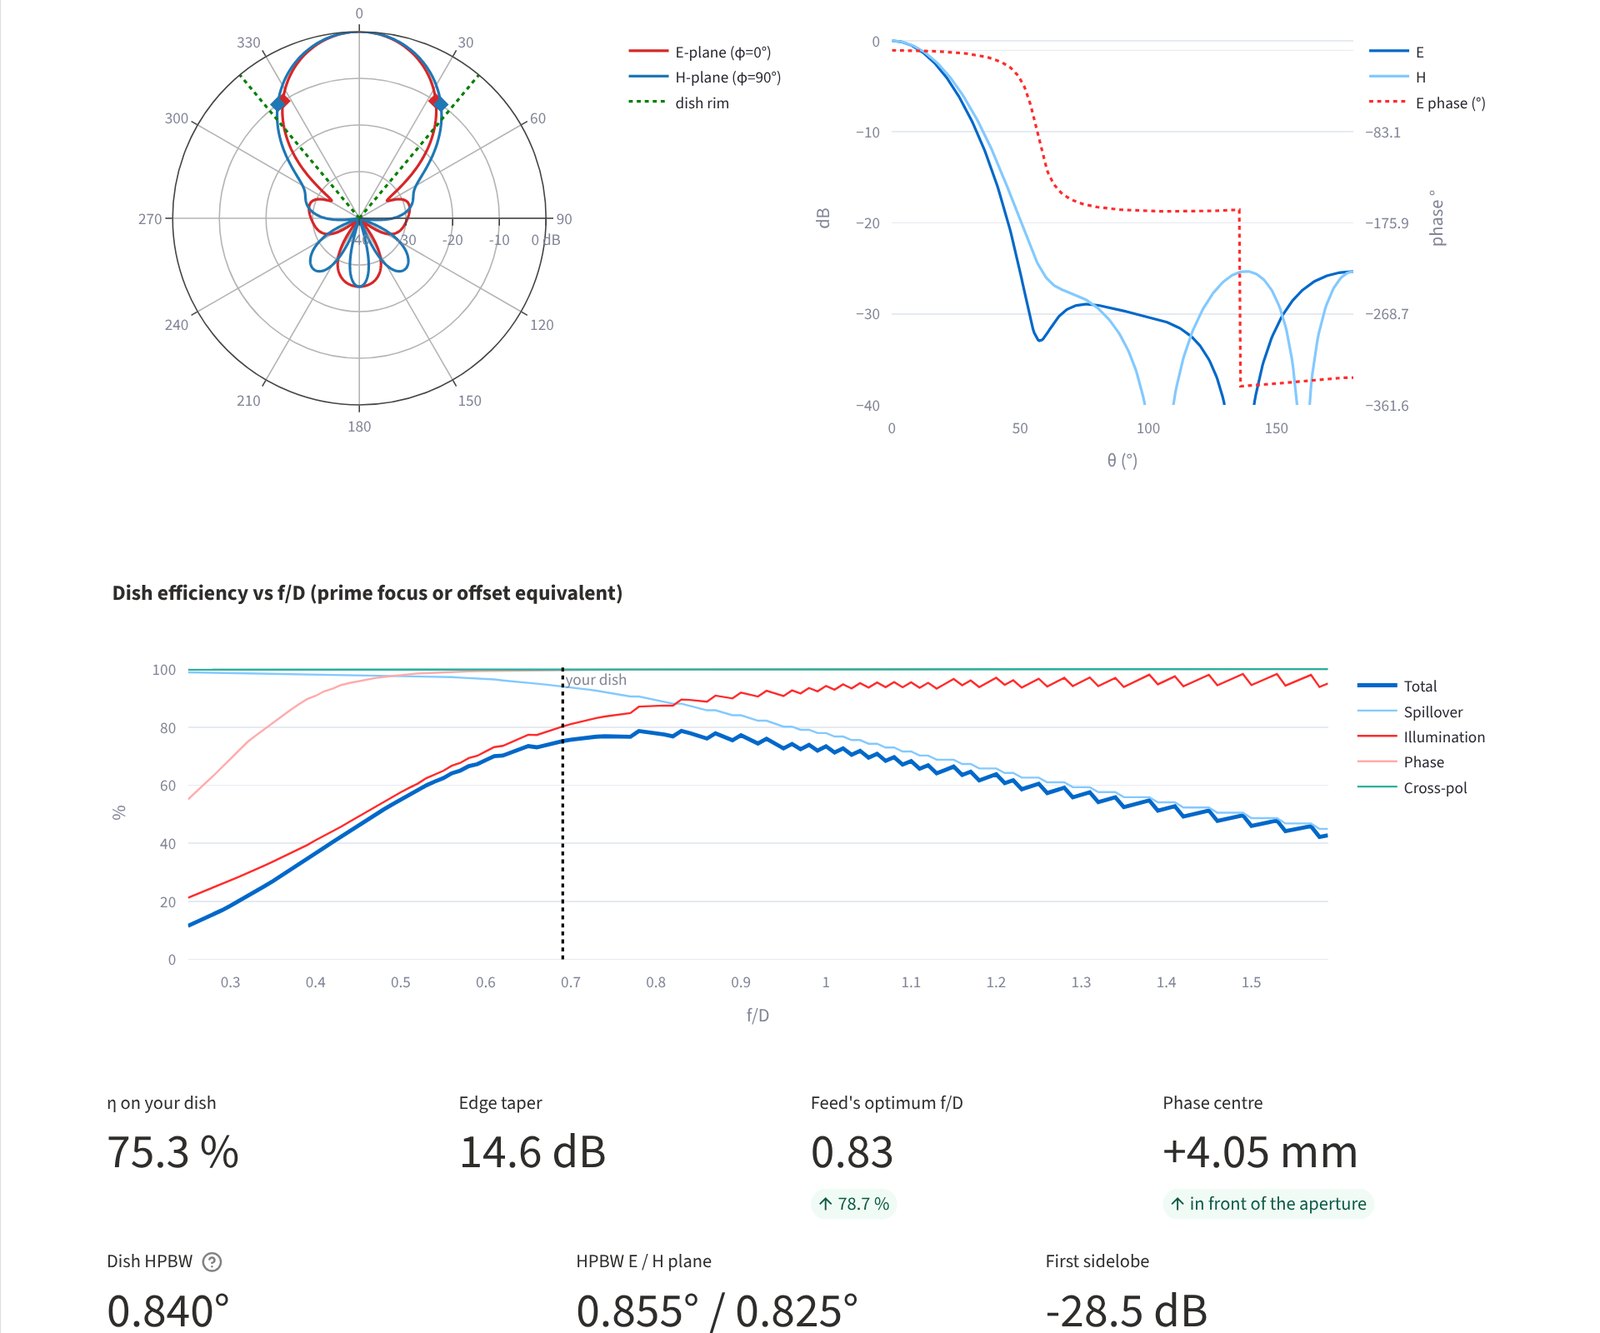 0
330
30
300
60
270
90
-40
-30
-20
-10
0 dB
240
120
210
150
180
E-plane (ϕ=0°)
H-plane (ϕ=90°)
dish rim
0
−10
−20
−30
−40
dB
0
50
100
150
θ (°)
−83.1
−175.9
−268.7
−361.6
phase °
E
H
E phase (°)
Dish efficiency vs f/D (prime focus or offset equivalent)
100
80
60
40
20
0
%
your dish
0.3
0.4
0.5
0.6
0.7
0.8
0.9
1
1.1
1.2
1.3
1.4
1.5
f/D
Total
Spillover
Illumination
Phase
Cross-pol
η on your dish
75.3 %
Edge taper
14.6 dB
Feed's optimum f/D
0.83
↑ 78.7 %
Phase centre
+4.05 mm
↑ in front of the aperture
Dish HPBW ?
0.840°
HPBW E / H plane
0.855° / 0.825°
First sidelobe
-28.5 dB